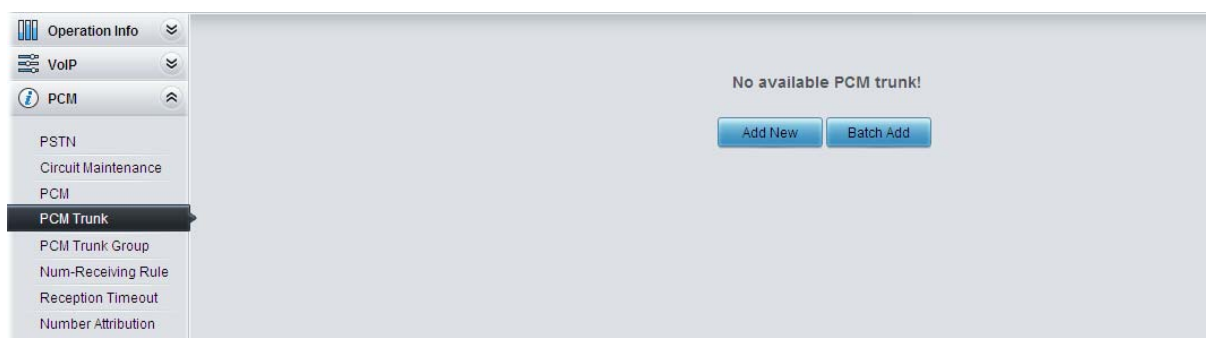 Operation Info
VoIP
PCM
PSTN
Circuit Maintenance
PCM
PCM Trunk
PCM Trunk Group
Num-Receiving Rule
Reception Timeout
Number Attribution
No available PCM trunk!
Add New
Batch Add